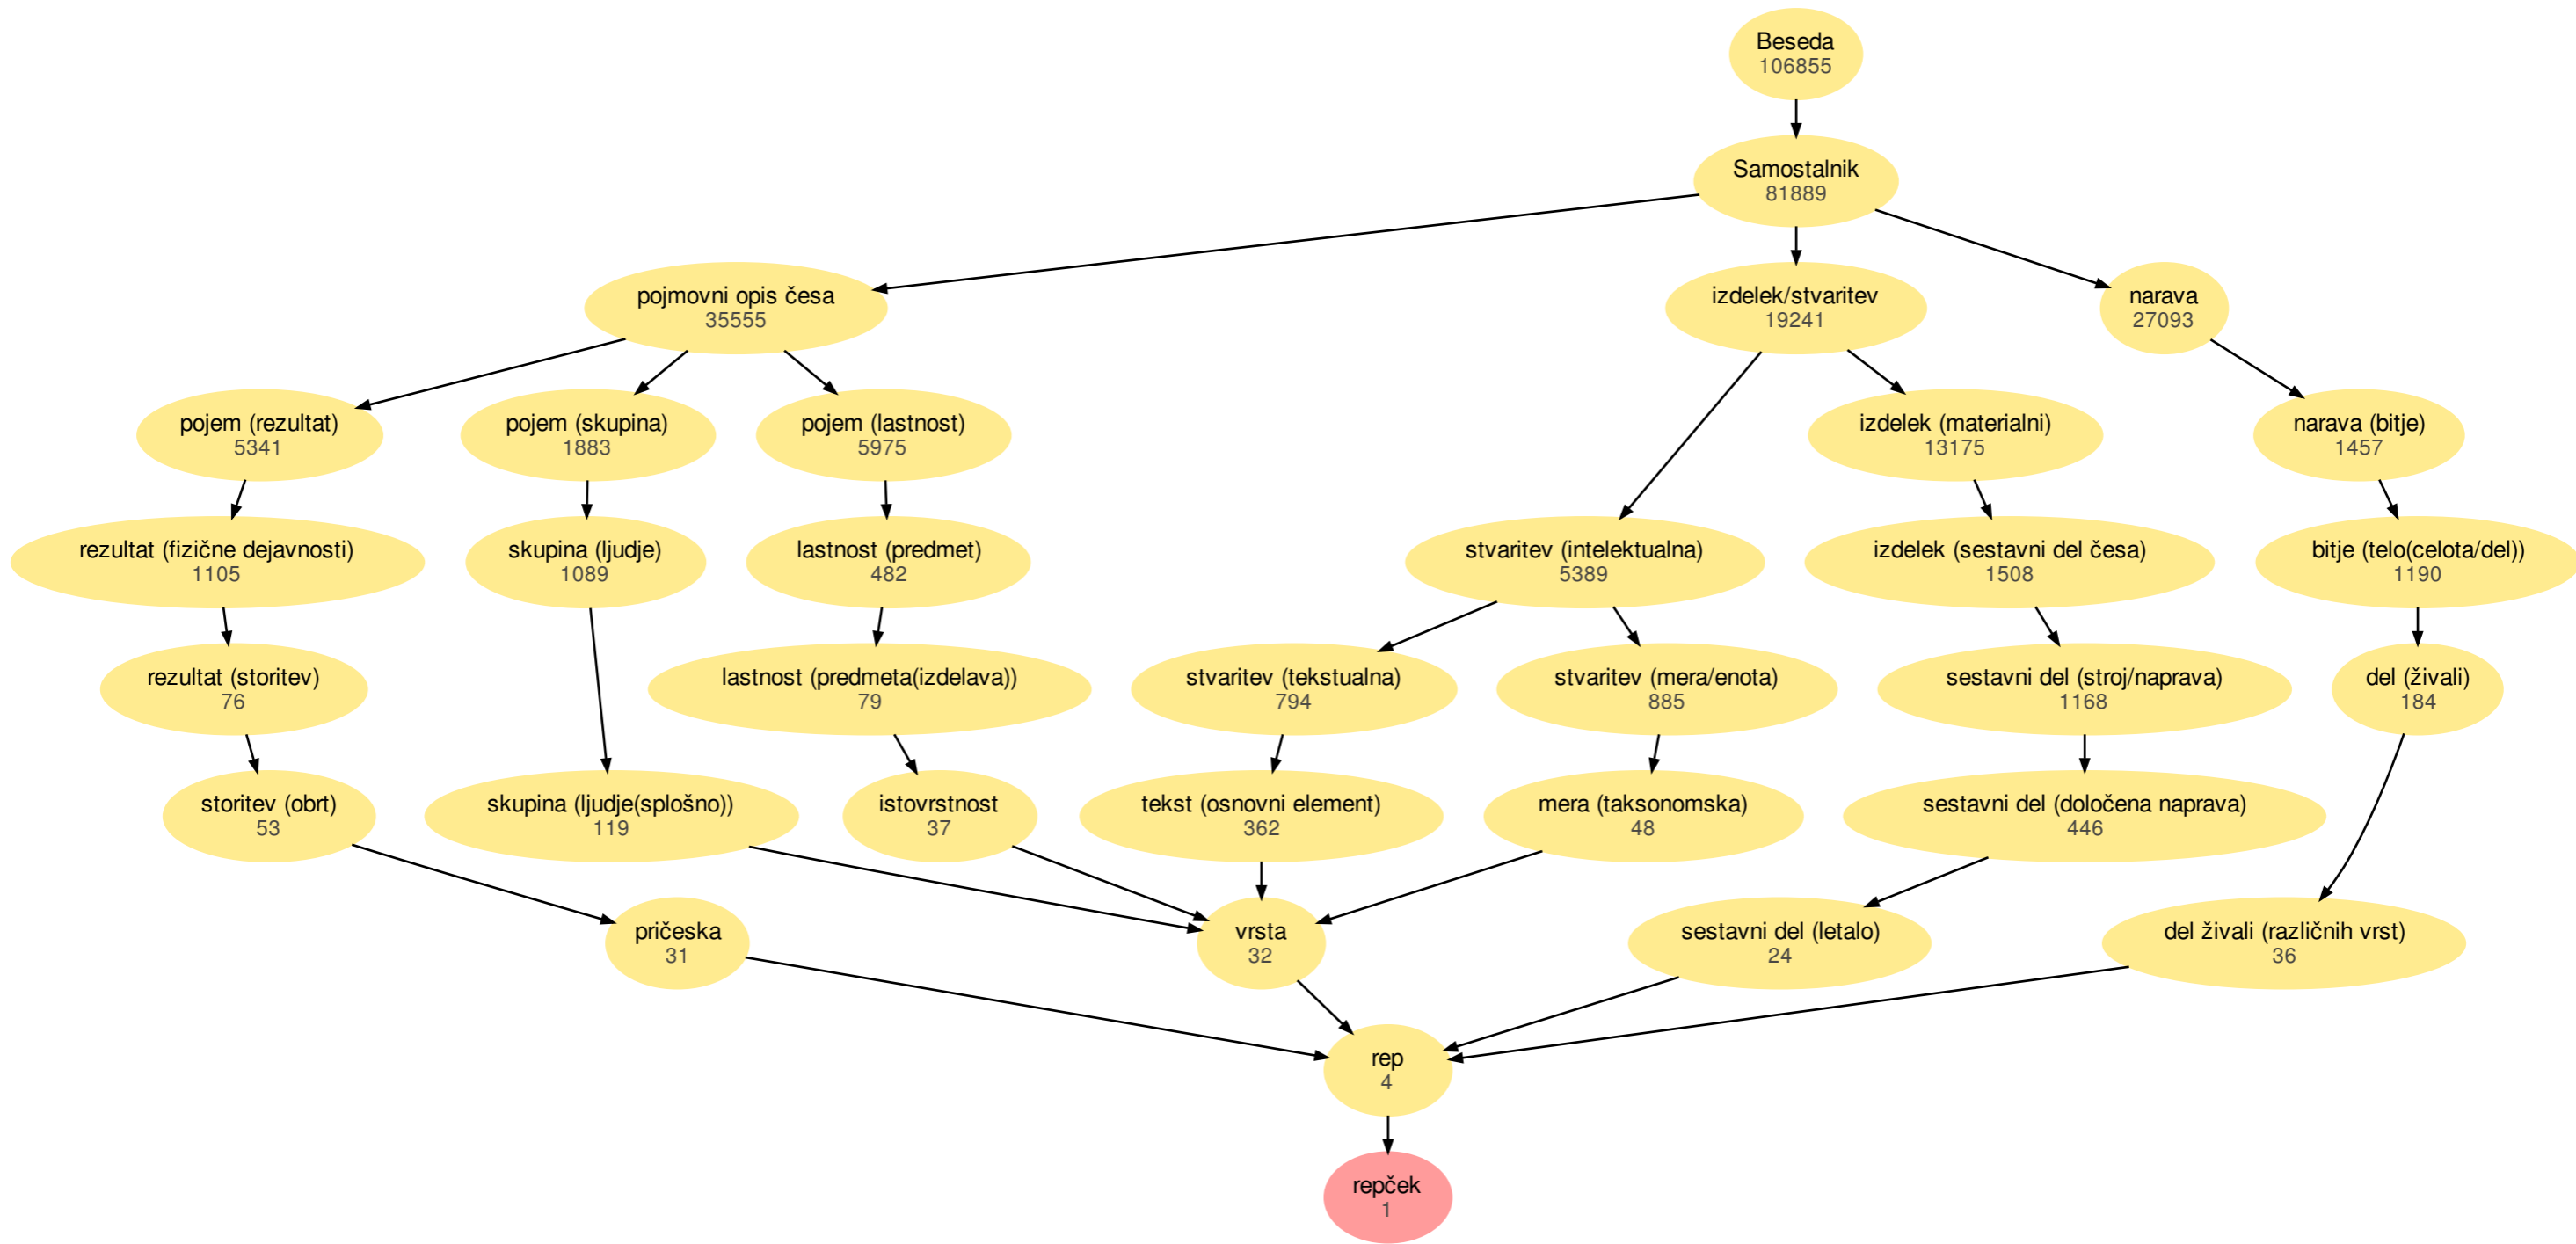 Beseda
106855
Samostalnik
81889
pojmovni opis česa
35555
izdelek/stvaritev
19241
narava
27093
pojem (rezultat)
5341
pojem (skupina)
1883
pojem (lastnost)
5975
izdelek (materialni)
13175
narava (bitje)
1457
rezultat (fizične dejavnosti)
1105
skupina (ljudje)
1089
lastnost (predmet)
482
stvaritev (intelektualna)
5389
izdelek (sestavni del česa)
1508
bitje (telo(celota/del))
1190
rezultat (storitev)
76
lastnost (predmeta(izdelava))
79
stvaritev (tekstualna)
794
stvaritev (mera/enota)
885
sestavni del (stroj/naprava)
1168
del (živali)
184
storitev (obrt)
53
skupina (ljudje(splošno))
119
istovrstnost
37
tekst (osnovni element)
362
mera (taksonomska)
48
sestavni del (določena naprava)
446
pričeska
31
vrsta
32
sestavni del (letalo)
24
del živali (različnih vrst)
36
rep
4
repček
1